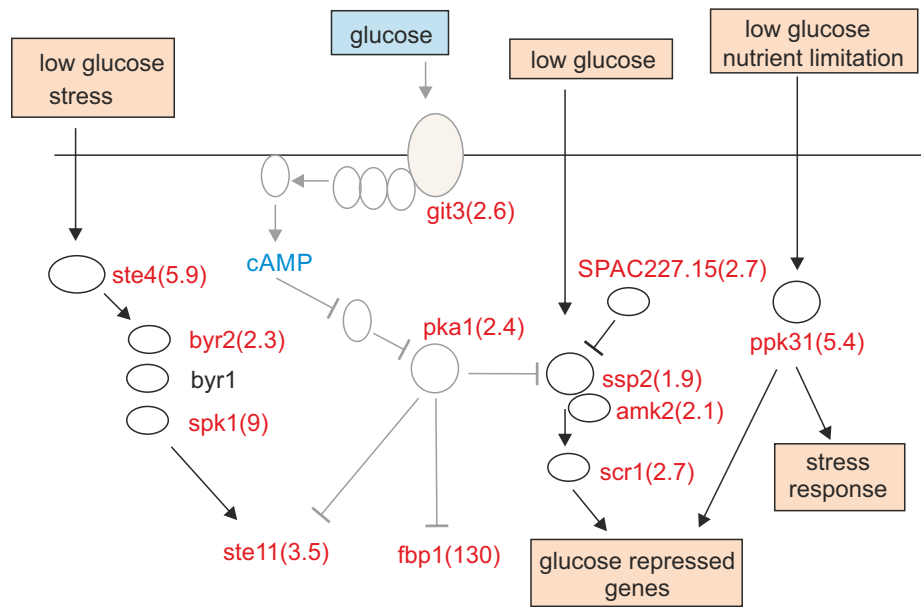 low glucose
stress
glucose
low glucose
low glucose
nutrient limitation
git3(2.6)
cAMP
ste4(5.9)
SPAC227.15(2.7)
byr2(2.3)
pka1(2.4)
ppk31(5.4)
byr1
ssp2(1.9)
spk1(9)
amk2(2.1)
scr1(2.7)
stress
response
ste11(3.5)
fbp1(130)
glucose repressed
genes